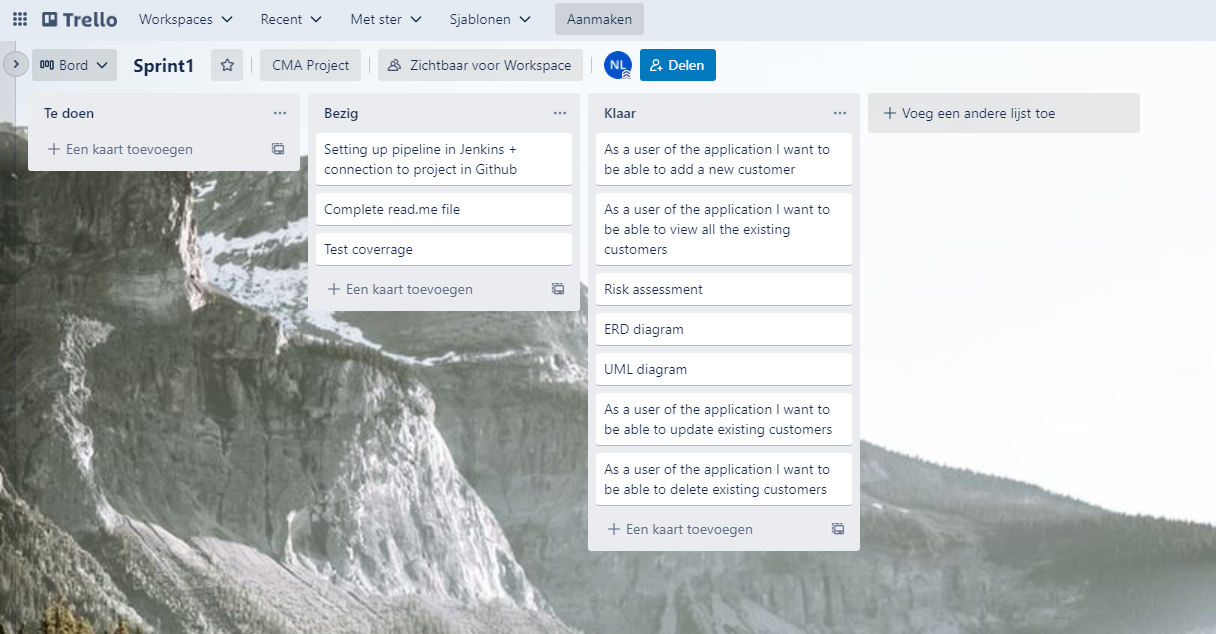 Trello Workspaces Recent Met ster Sjablonen Aanmaken
Bord Sprint1 CMA Project Zichtbaar voor Workspace NL Delen
Te doen
Een kaart toevoegen
Bezig
Setting up pipeline in Jenkins +
connection to project in Github
Complete read.me file
Test coverrage
Een kaart toevoegen
Klaar
As a user of the application I want to
be able to add a new customer
As a user of the application I want to
be able to view all the existing
customers
Risk assessment
ERD diagram
UML diagram
As a user of the application I want to
be able to update existing customers
As a user of the application I want to
be able to delete existing customers
Een kaart toevoegen
Voeg een andere lijst toe